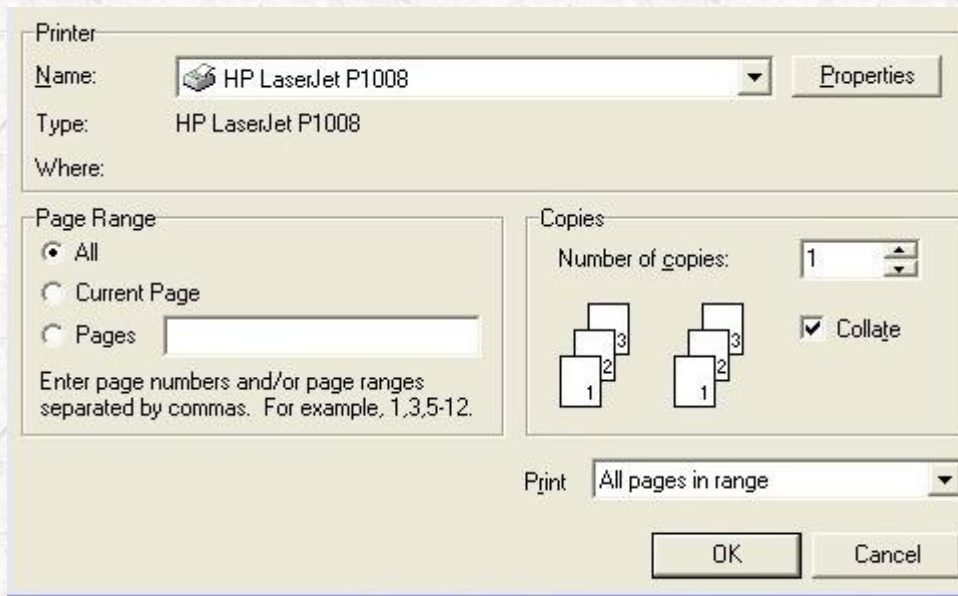 Printer
Name: HP LaserJet P1008 Properties
Type: HP LaserJet P1008
Where:
Page Range
All
Current Page
Pages
Enter page numbers and/or page ranges
separated by commas. For example, 1,3,5-12.
Copies
Number of copies: 1
3 3
2 2
1 1
Collate
Print All pages in range
OK Cancel